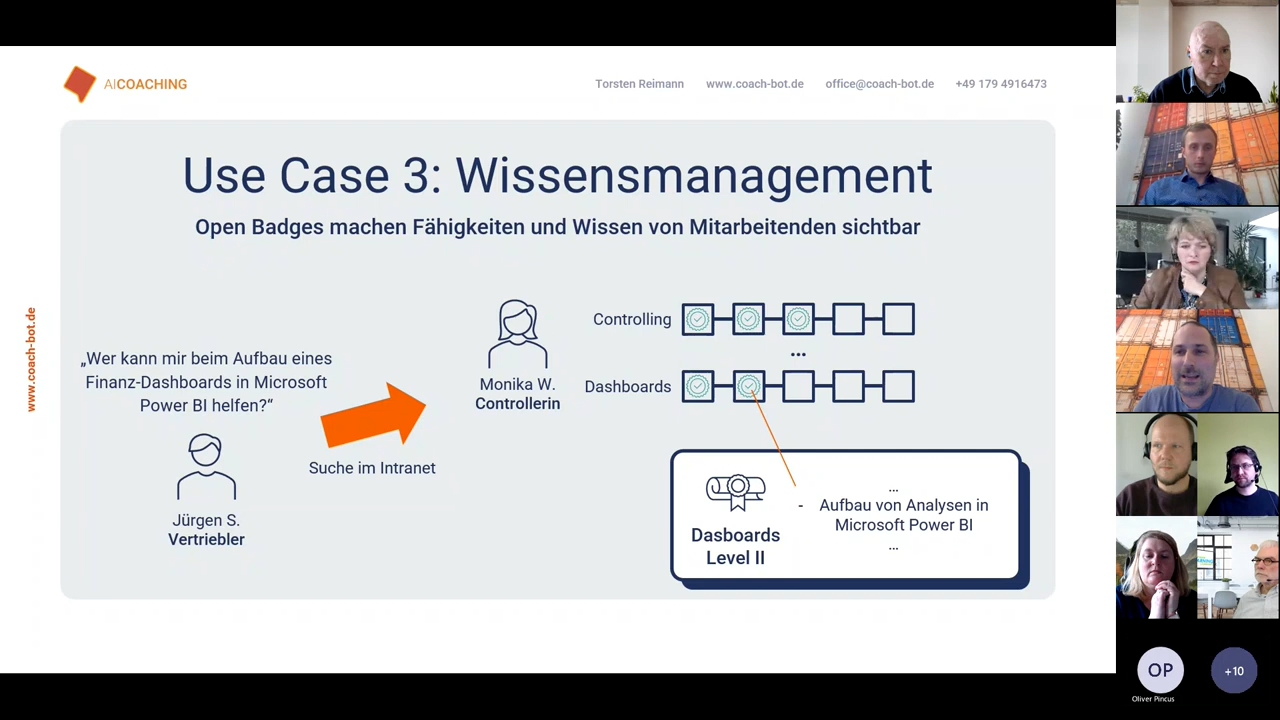 AICOACHING
Torsten Reimann www.coach-bot.de office@coach-bot.de +49 179 4916473
www.coach-bot.de
Use Case 3: Wissensmanagement
Open Badges machen Fähigkeiten und Wissen von Mitarbeitenden sichtbar
„Wer kann mir beim Aufbau eines
Finanz-Dashboards in Microsoft
Power BI helfen?“
Jürgen S.
Vertriebler
Suche im Intranet
Monika W.
Controllerin
Controlling
...
Dashboards
Dasboards
Level II
...
- Aufbau von Analysen in
Microsoft Power BI
...
OP
Oliver Pincus
+10